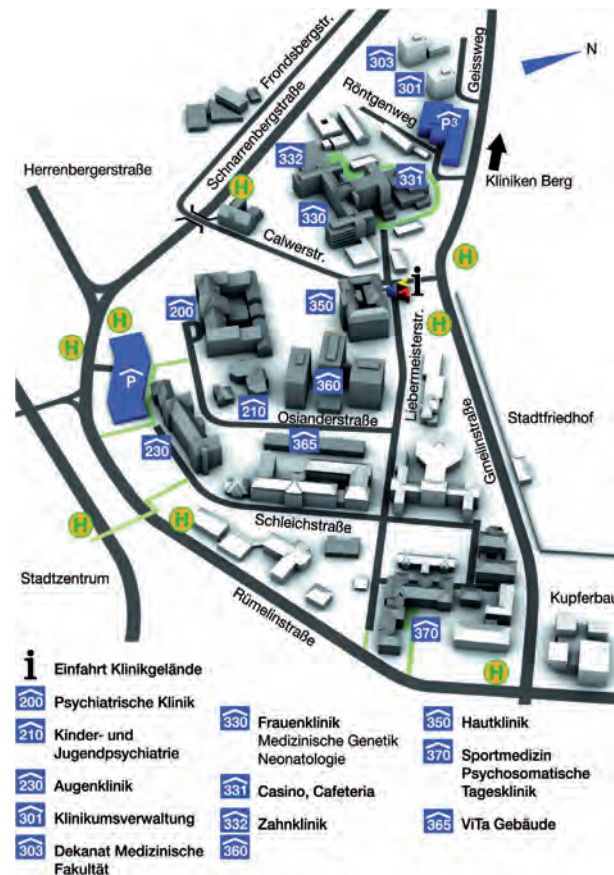 303
301
Frondsbergstr.
Geissweg
N
Röntgenweg
P3
Schnarrenbergstraße
332
331
Kliniken Berg
Herrenbergerstraße
H
330
Calwerstr.
H
i
200
350
H
H
H
P
360
Liebermeisterstr.
210
Osianderstraße
Stadtfriedhof
230
365
Gmelinstraße
H
H
Schleichstraße
Stadtzentrum
Rümelinstraße
Kupferbau
370
H
i Einfahrt Klinikgelände
200 Psychiatrische Klinik
210 Kinder- und
Jugendpsychiatrie
230 Augenklinik
301 Klinikumsverwaltung
303 Dekanat Medizinische
Fakultät
330 Frauenklinik
Medizinische Genetik
Neonatologie
331 Casino, Cafeteria
332 Zahnklinik
360
350 Hautklinik
370 Sportmedizin
Psychosomatische
Tagesklinik
365 ViTa Gebäude